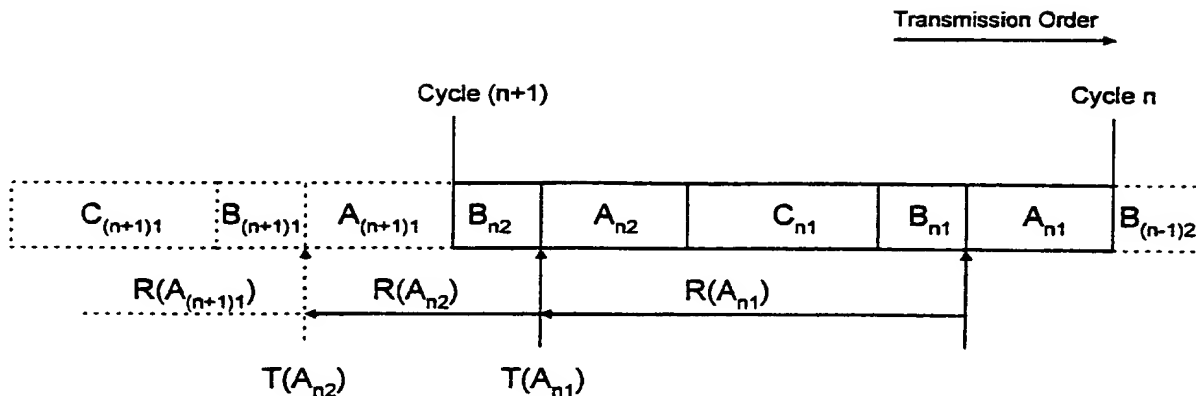 Transmission Order
Cycle (n+1)
Cycle n
C(n+1)1 B(n+1)1 A(n+1)1 Bn2 An2 Cn1 Bn1 An1 B(n-1)2
R(A(n+1)1) R(An2) R(An1)
T(An2) T(An1)